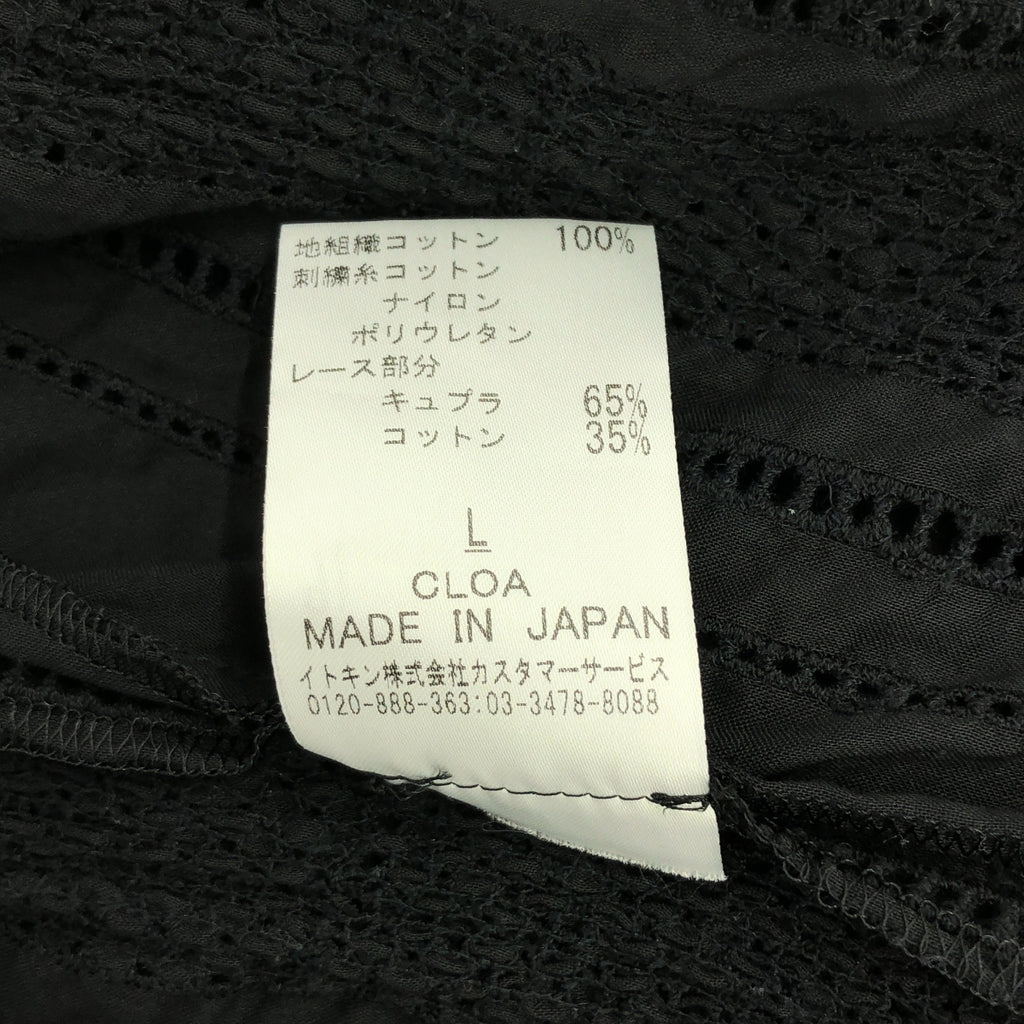 地組織コットン 100%
刺繍糸コットン
ナイロン
ポリウレタン
レース部分
キュプラ 65%
コットン 35%
L
CLOA
MADE IN JAPAN
イトキン株式会社カスタマーサービス
0120-888-363:03-3478-8088